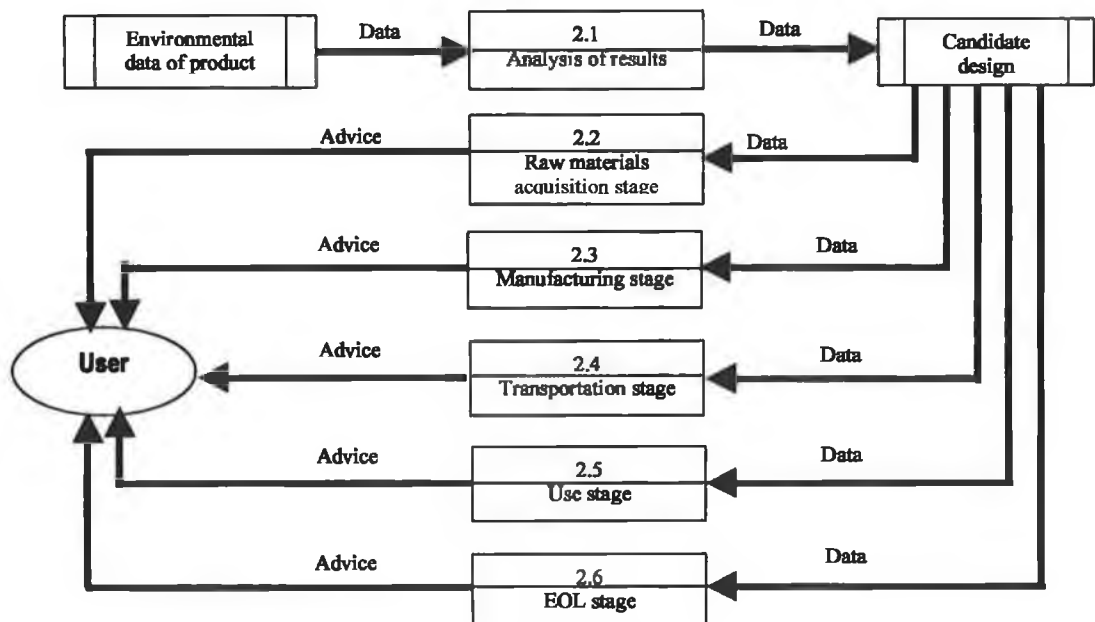 Environmental
data of product
Data
2.1
Analysis of results
Data
Candidate
design
Advice
2.2
Raw materials
acquisition stage
Data
Advice
2.3
Manufacturing stage
Data
User
Advice
2.4
Transportation stage
Data
Advice
2.5
Use stage
Data
Advice
2.6
EOL stage
Data